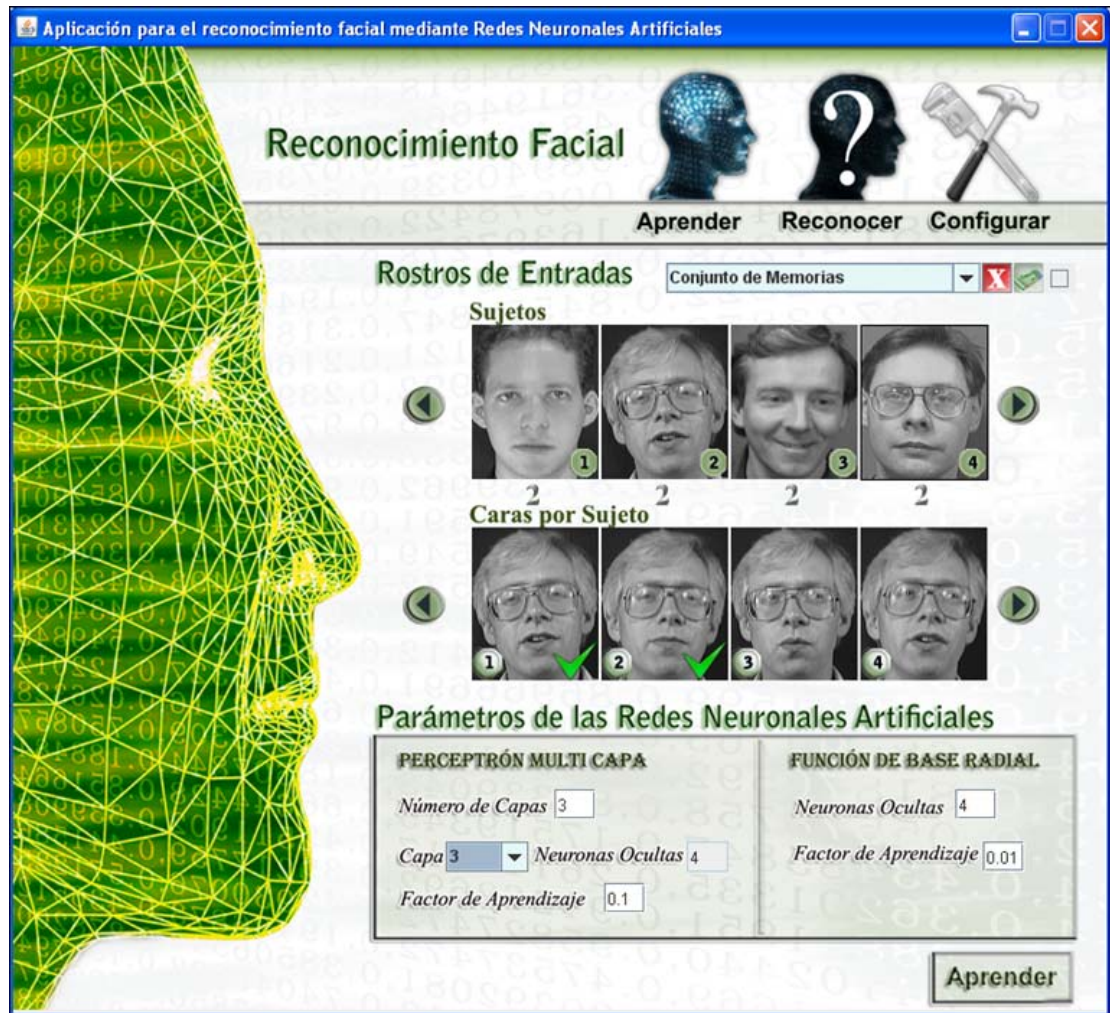 Aplicación para el reconocimiento facial mediante Redes Neuronales Artificiales
Reconocimiento Facial
Aprender Reconocer Configurar
Rostros de Entradas Conjunto de Memorias X
Sujetos
1 2 3 4
2 2 2 2
Caras por Sujeto
1 2 3 4
Parámetros de las Redes Neuronales Artificiales
PERCEPTRÓN MULTI CAPA
Número de Capas 3
Capa 3 Neuronas Ocultas 4
Factor de Aprendizaje 0.1
FUNCIÓN DE BASE RADIAL
Neuronas Ocultas 4
Factor de Aprendizaje 0.01
Aprender